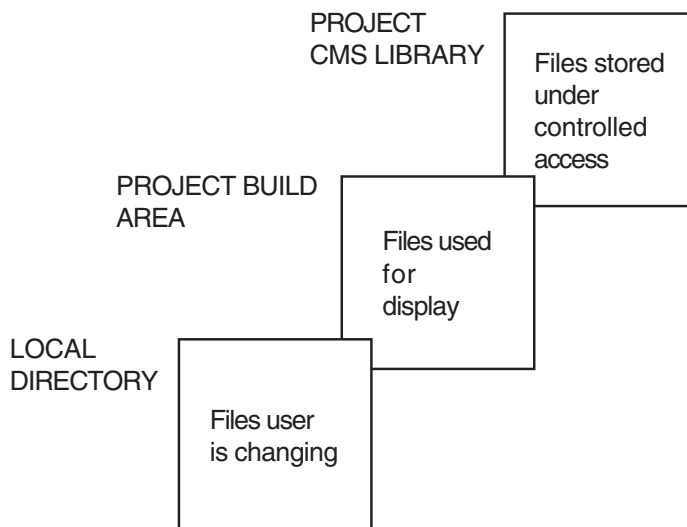 PROJECT
CMS LIBRARY
Files stored
under
controlled
access
PROJECT BUILD
AREA
Files used
for
display
LOCAL
DIRECTORY
Files user
is changing